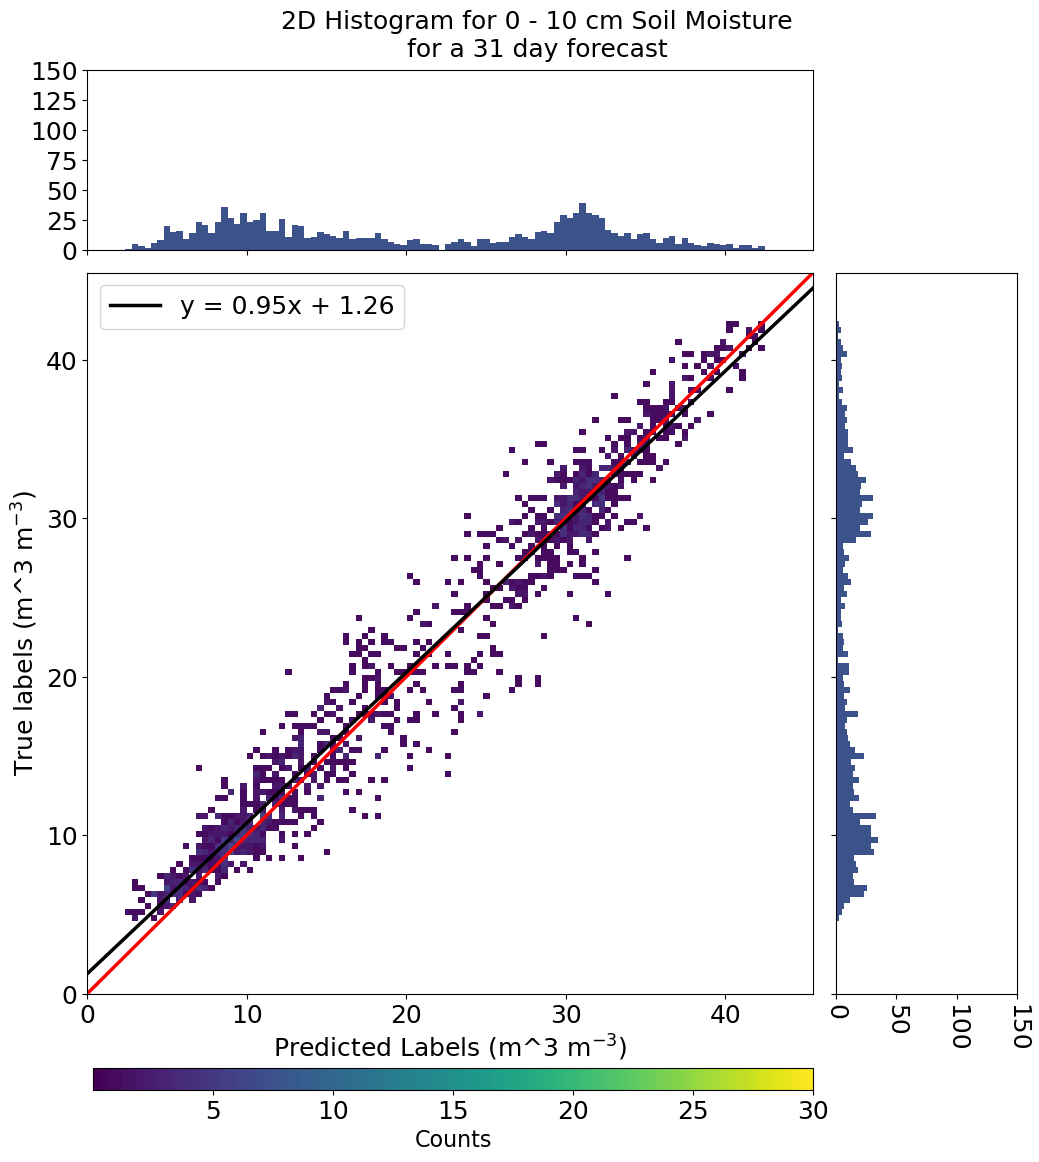 2D Histogram for 0 - 10 cm Soil Moisture
for a 31 day forecast
150
125
100
75
50
25
0
y = 0.95x + 1.26
40
30
20
10
0
True labels (m^3 m⁻³)
0 10 20 30 40
Predicted Labels (m^3 m⁻³)
0 50 100 150
5 10 15 20 25 30
Counts